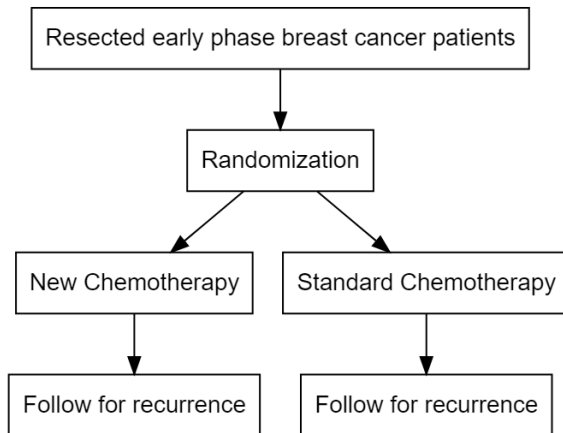 Resected early phase breast cancer patients
Randomization
New Chemotherapy
Standard Chemotherapy
Follow for recurrence
Follow for recurrence